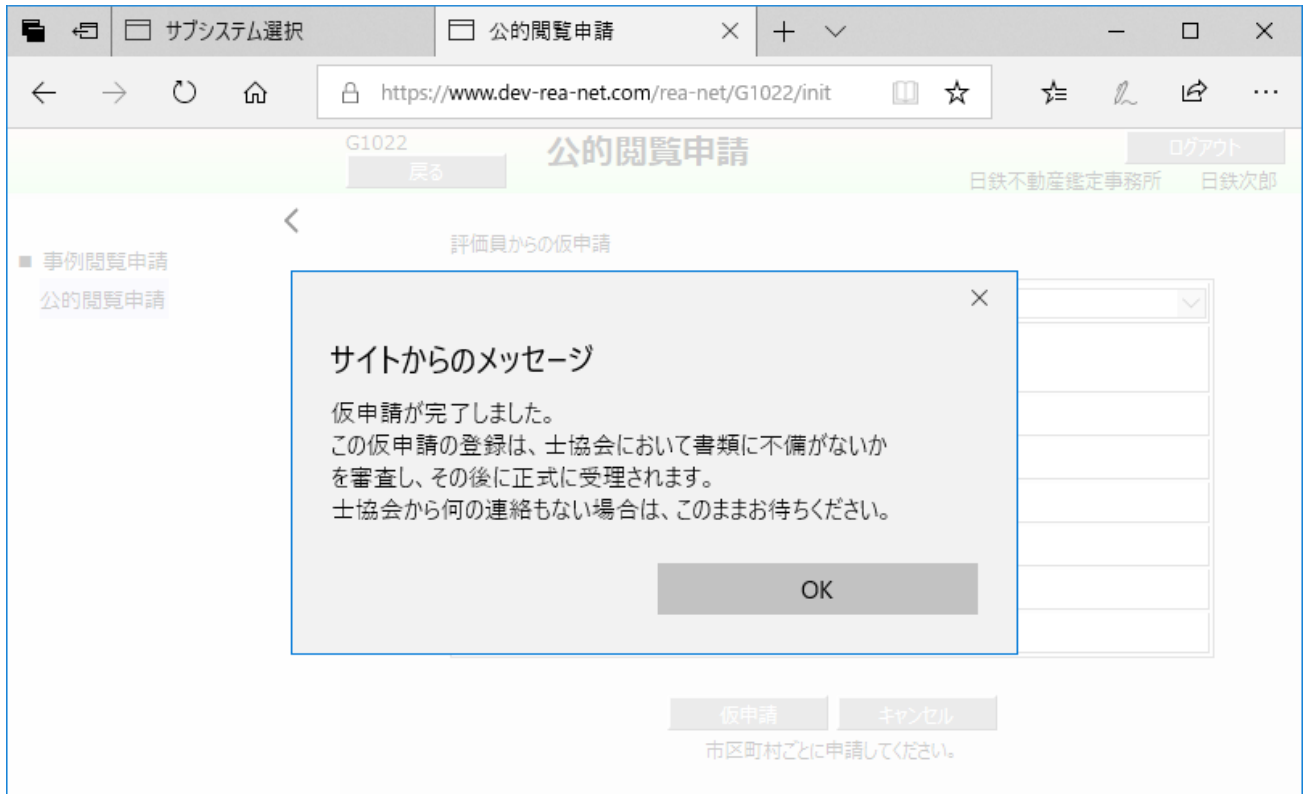 サブシステム選択
公的閲覧申請
https://www.dev-rea-net.com/rea-net/G1022/init
G1022
公的閲覧申請
ログアウト
戻る
日鉄不動産鑑定事務所 日鉄次郎
評価員からの仮申請
■ 事例閲覧申請
公的閲覧申請
サイトからのメッセージ
仮申請が完了しました。
この仮申請の登録は、士協会において書類に不備がないか
を審査し、その後に正式に受理されます。
士協会から何の連絡もない場合は、このままお待ちください。
OK
仮申請 キャンセル
市区町村ごとに申請してください。